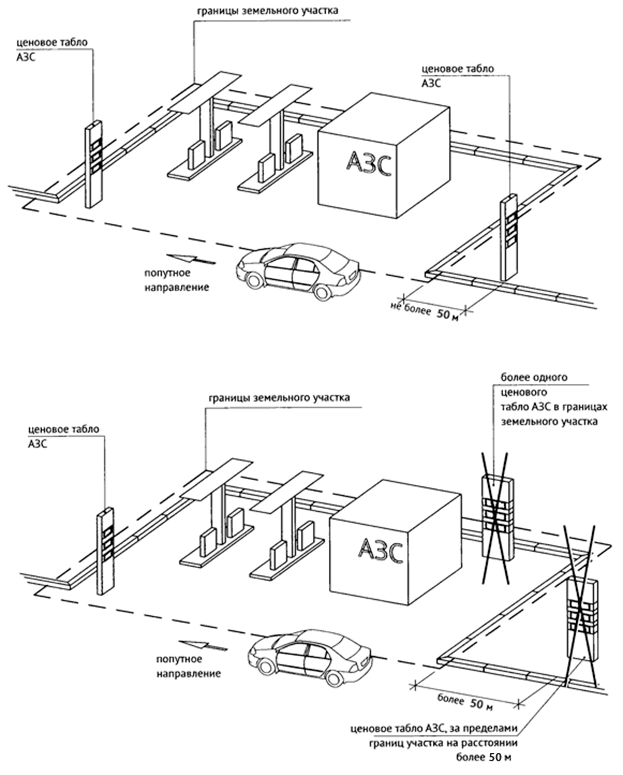 границы земельного участка
ценовое табло
АЗС
ценовое табло
АЗС
АЗС
попутное
направление
не более 50 м
более одного
ценового
табло АЗС в границах
земельного участка
границы земельного участка
ценовое табло
АЗС
АЗС
попутное
направление
более 50 м
ценовое табло АЗС, за пределами
границ участка на расстоянии
более 50 м